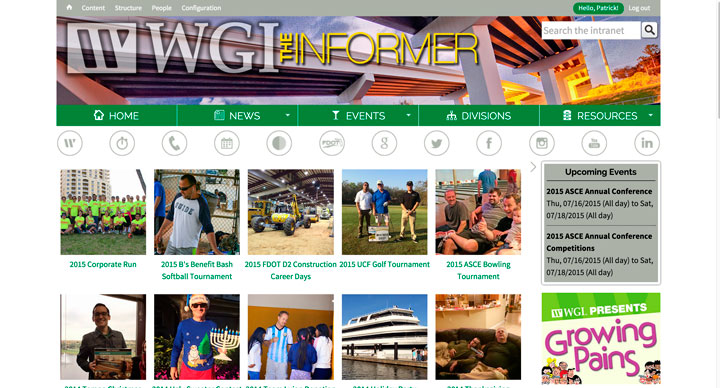 Content Structure People Configuration Hello, Patrick! Log out
WGI THE INFORMER
Search the intranet
HOME NEWS EVENTS DIVISIONS RESOURCES
FDOT
You
Tube
2015 Corporate Run
2015 B's Benefit Bash
Softball Tournament
2015 FDOT D2 Construction
Career Days
2015 UCF Golf Tournament
2015 ASCE Bowling
Tournament
Upcoming Events
2015 ASCE Annual Conference
Thu, 07/16/2015 (All day) to Sat,
07/18/2015 (All day)
2015 ASCE Annual Conference
Competitions
Thu, 07/16/2015 (All day) to Sat,
07/18/2015 (All day)
WGI. PRESENTS
Growing
Pains